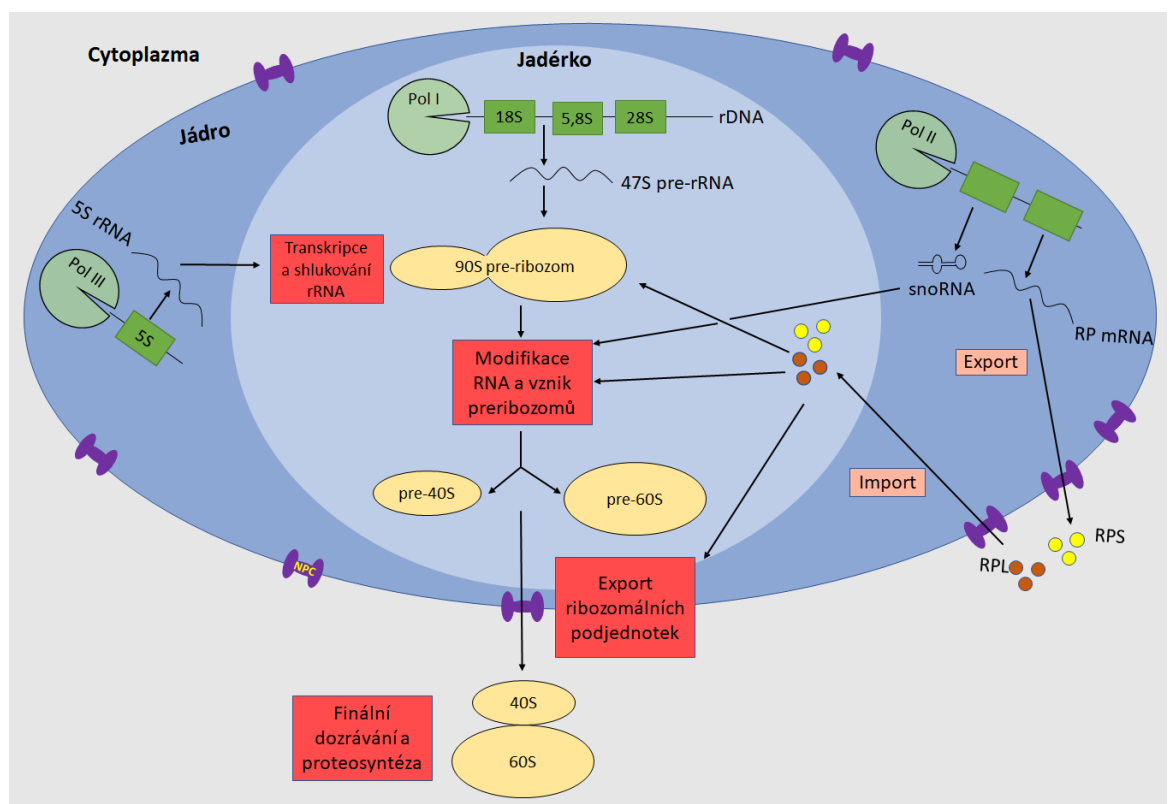 Cytoplazma
Jadérko
Jádro
Pol I
18S
5,8S
28S
rDNA
Pol II
47S pre-rRNA
5S rRNA
Pol III
5S
Transkripce
a shlukování
rRNA
90S pre-ribozom
snoRNA
RP mRNA
Export
Modifikace
RNA a vznik
preribozomů
Import
pre-40S
pre-60S
RPS
RPL
NPC
Export
ribozomálních
podjednotek
40S
60S
Finální
dozrávání a
proteosyntéza